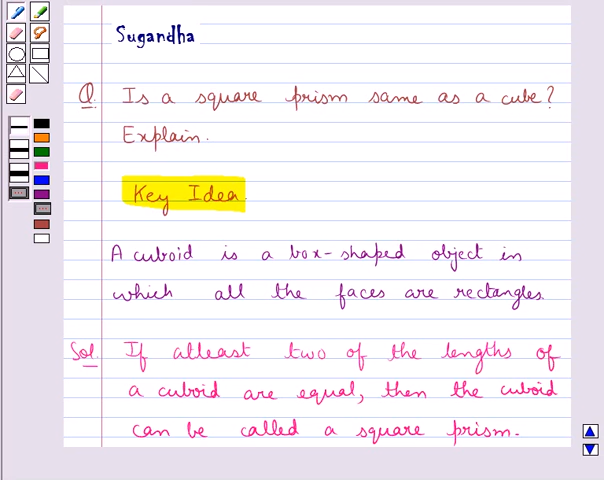 Sugandha
Q. Is a square prism same as a cube?
Explain.
Key Idea.
A cuboid is a box-shaped object in
which all the faces are rectangles.
Sol. If atleast two of the lengths of
a cuboid are equal, then the cuboid
can be called a square prism.